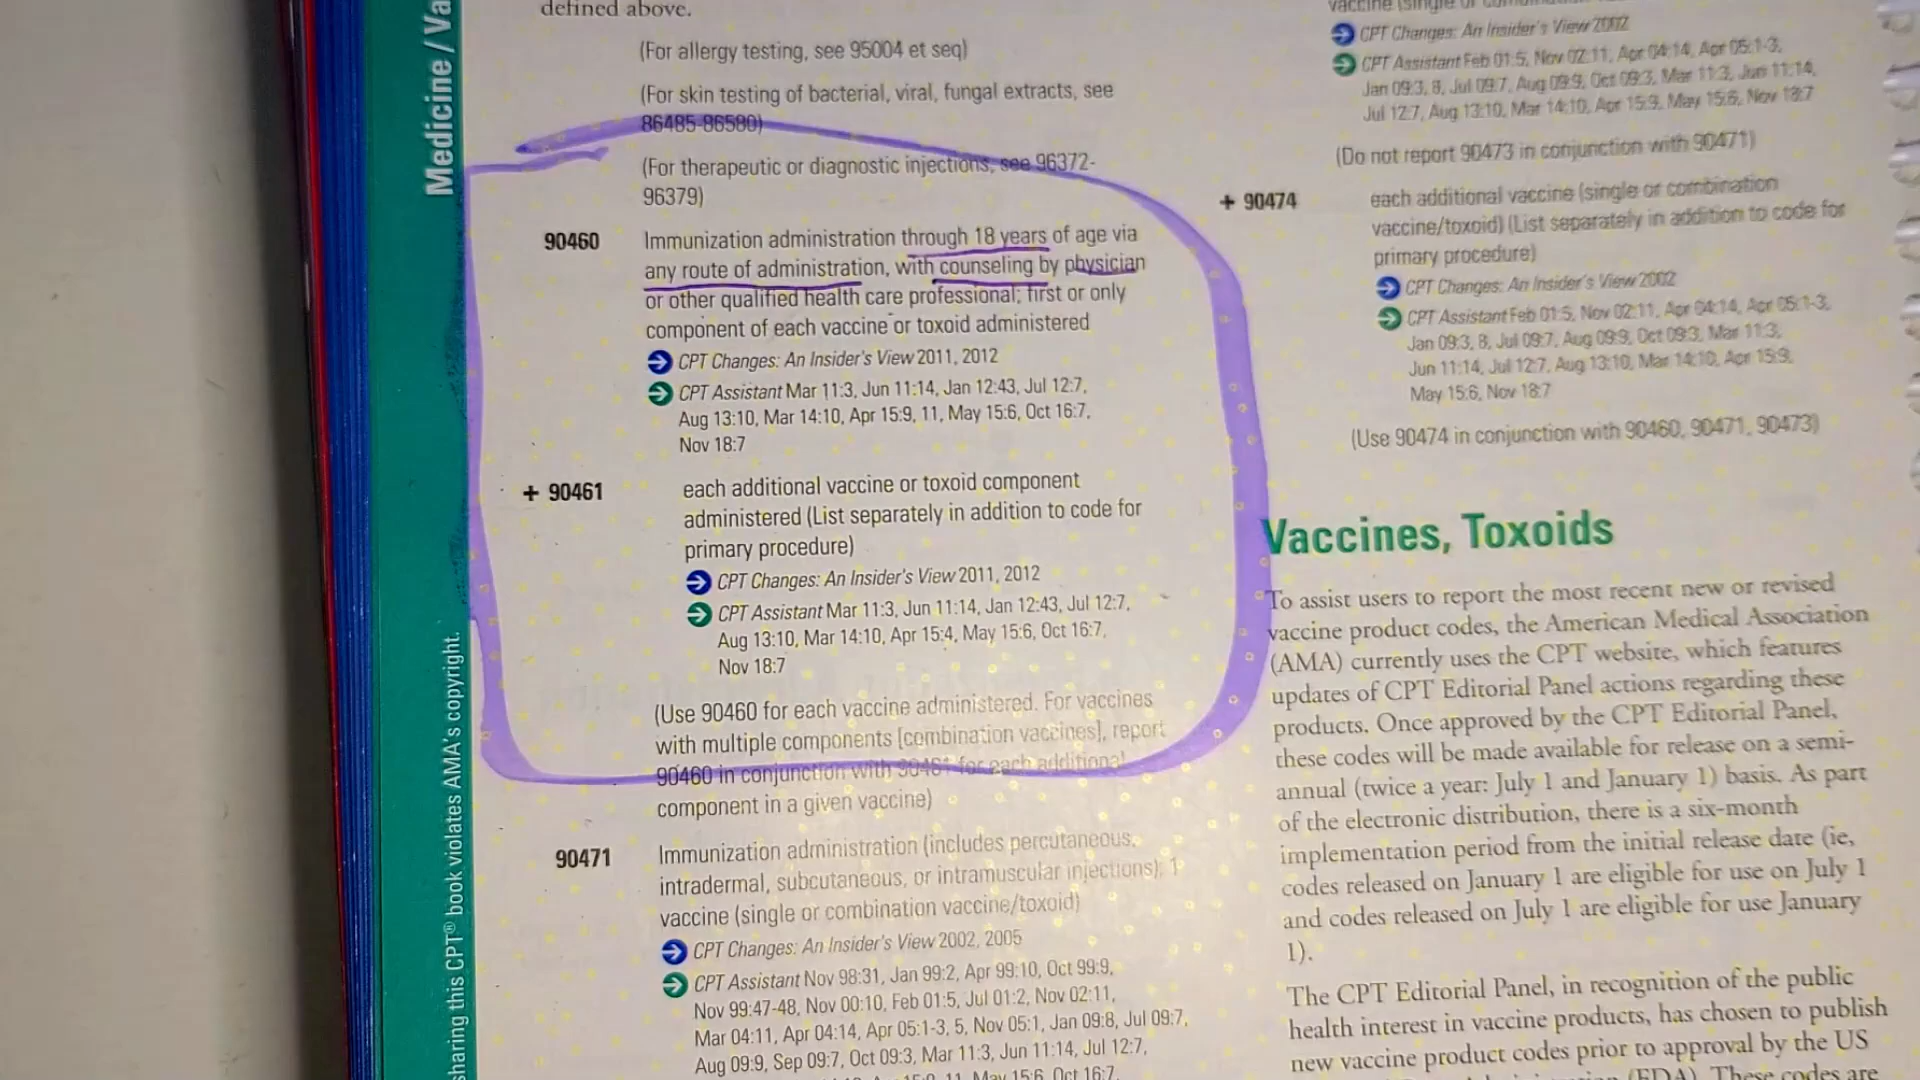 Medicine / Va
sharing this CPT® book violates AMA's copyright.
defined above.
(For allergy testing, see 95004 et seq)
(For skin testing of bacterial, viral, fungal extracts, see
86485-86580)
(For therapeutic or diagnostic injections, see 96372-
96379)
90460 Immunization administration through 18 years of age via
any route of administration, with counseling by physician
or other qualified health care professional; first or only
component of each vaccine or toxoid administered
CPT Changes: An Insider's View 2011, 2012
CPT Assistant Mar 11:3, Jun 11:14, Jan 12:43, Jul 12:7,
Aug 13:10, Mar 14:10, Apr 15:9, 11, May 15:6, Oct 16:7,
Nov 18:7
+ 90461 each additional vaccine or toxoid component
administered (List separately in addition to code for
primary procedure)
CPT Changes: An Insider's View 2011, 2012
CPT Assistant Mar 11:3, Jun 11:14, Jan 12:43, Jul 12:7,
Aug 13:10, Mar 14:10, Apr 15:4, May 15:6, Oct 16:7,
Nov 18:7
(Use 90460 for each vaccine administered. For vaccines
with multiple components [combination vaccines], report
90460 in conjunction with 90461 for each additional
component in a given vaccine)
90471 Immunization administration (includes percutaneous,
intradermal, subcutaneous, or intramuscular injections); 1
vaccine (single or combination vaccine/toxoid)
CPT Changes: An Insider's View 2002, 2005
CPT Assistant Nov 98:31, Jan 99:2, Apr 99:10, Oct 99:9,
Nov 99:47-48, Nov 00:10, Feb 01:5, Jul 01:2, Nov 02:11,
Mar 04:11, Apr 04:14, Apr 05:1-3, 5, Nov 05:1, Jan 09:8, Jul 09:7,
Aug 09:9, Sep 09:7, Oct 09:3, Mar 11:3, Jun 11:14, Jul 12:7,
11, May 15:6, Oct 16:7,
vaccine (single or
CPT Changes: An Insider's View 2002
CPT Assistant Feb 01:5, Nov 02:11, Apr 04:14, Apr 05:1-3,
Jan 09:3, 8, Jul 09:7, Aug 09:9, Oct 09:3, Mar 11:3, Jun 11:14,
Jul 12:7, Aug 13:10, Mar 14:10, Apr 15:9, May 15:6, Nov 18:7
(Do not report 90473 in conjunction with 90471)
+ 90474 each additional vaccine (single or combination
vaccine/toxoid) (List separately in addition to code for
primary procedure)
CPT Changes: An Insider's View 2002
CPT Assistant Feb 01:5, Nov 02:11, Apr 04:14, Apr 05:1-3,
Jan 09:3, 8, Jul 09:7, Aug 09:9, Oct 09:3, Mar 11:3,
Jun 11:14, Jul 12:7, Aug 13:10, Mar 14:10, Apr 15:9,
May 15:6, Nov 18:7
(Use 90474 in conjunction with 90460, 90471, 90473)
Vaccines, Toxoids
To assist users to report the most recent new or revised
vaccine product codes, the American Medical Association
(AMA) currently uses the CPT website, which features
updates of CPT Editorial Panel actions regarding these
products. Once approved by the CPT Editorial Panel,
these codes will be made available for release on a semi-
annual (twice a year: July 1 and January 1) basis. As part
of the electronic distribution, there is a six-month
implementation period from the initial release date (ie,
codes released on January 1 are eligible for use on July 1
and codes released on July 1 are eligible for use January
1).
The CPT Editorial Panel, in recognition of the public
health interest in vaccine products, has chosen to publish
new vaccine product codes prior to approval by the US
(FDA). These codes are